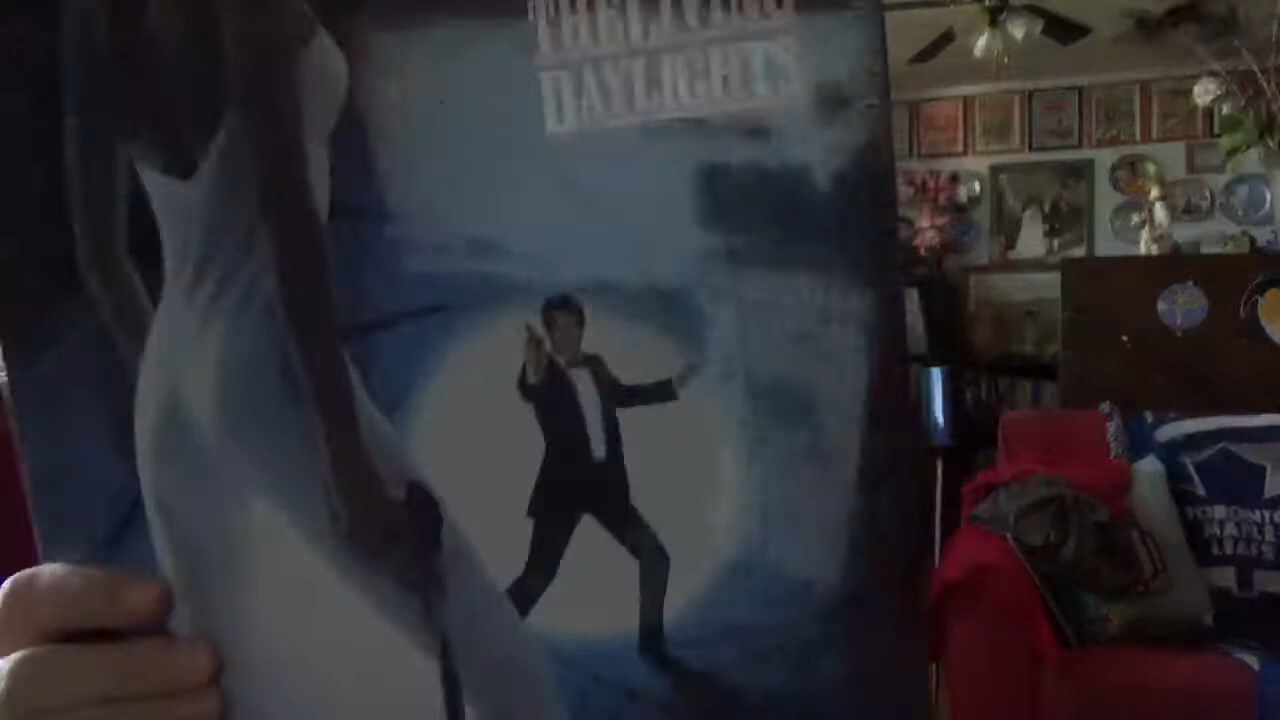 THE LIVING
DAYLIGHTS
TORONTO
MAPLE
LEAFS